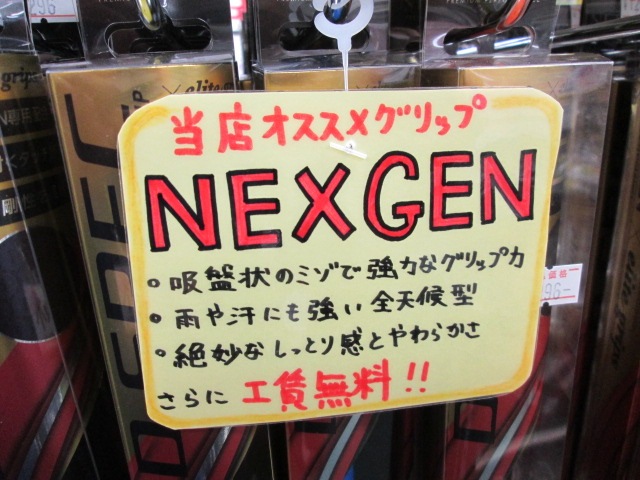 当店オススメグリップ
NEXGEN
・吸盤状のミゾで強力なグリップ力
・雨や汗にも強い全天候型
・絶妙なしっとり感とやわらかさ
さらに工賃無料!!